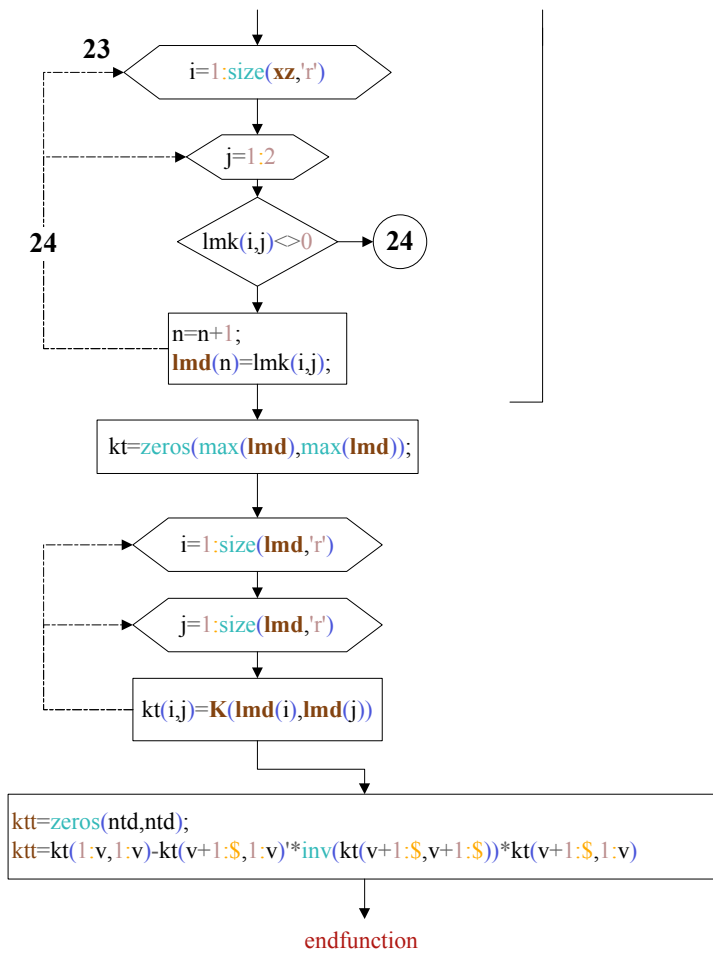 23
i=1:size(xz,'r')
j=1:2
lmk(i,j)<>0
24
24
n=n+1;
lmd(n)=lmk(i,j);
kt=zeros(max(lmd),max(lmd));
i=1:size(lmd,'r')
j=1:size(lmd,'r')
kt(i,j)=K(lmd(i),lmd(j))
ktt=zeros(ntd,ntd);
ktt=kt(1:v,1:v)-kt(v+1:$,1:v)'*inv(kt(v+1:$,v+1:$))*kt(v+1:$,1:v)
endfunction